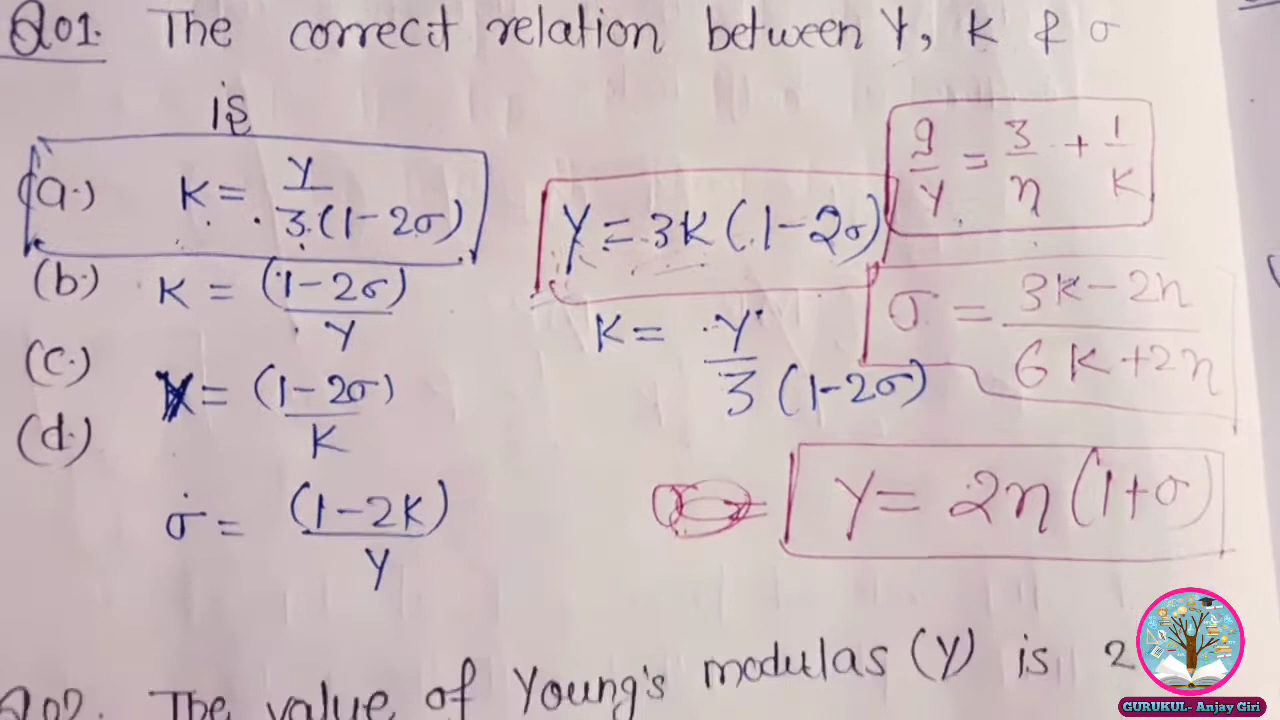 Q01. The correct relation between Y, K & σ
is
(a.) K = Y / 3(1-2σ)
(b.) K = (1-2σ) / Y
(c.) Y = (1-2σ) / K
(d.)
σ = (1-2K) / Y
Y = 3K(1-2σ)
K = Y / 3 (1-2σ)
9/Y = 3/η + 1/K
σ = 3K-2η / 6K+2η
Y = 2η(1+σ)
Q02. The value of Young's modulas (Y) is 2
GURUKUL- Anjay Giri